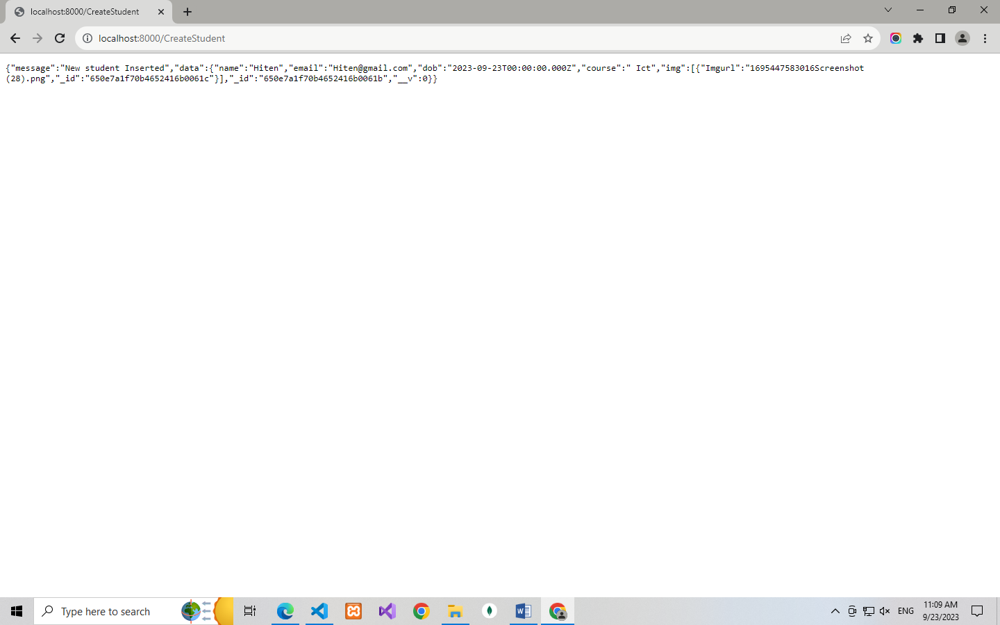 localhost:8000/CreateStudent
localhost:8000/CreateStudent
{"message":"New student Inserted","data":{"name":"Hiten","email":"Hiten@gmail.com","dob":"2023-09-23T00:00:00.000Z","course":" Ict","img":[{"Imgurl":"1695447583016Screenshot
(28).png","_id":"650e7a1f70b4652416b0061c"}],"_id":"650e7a1f70b4652416b0061b","__v":0}}
Type here to search
ENG
11:09 AM
9/23/2023